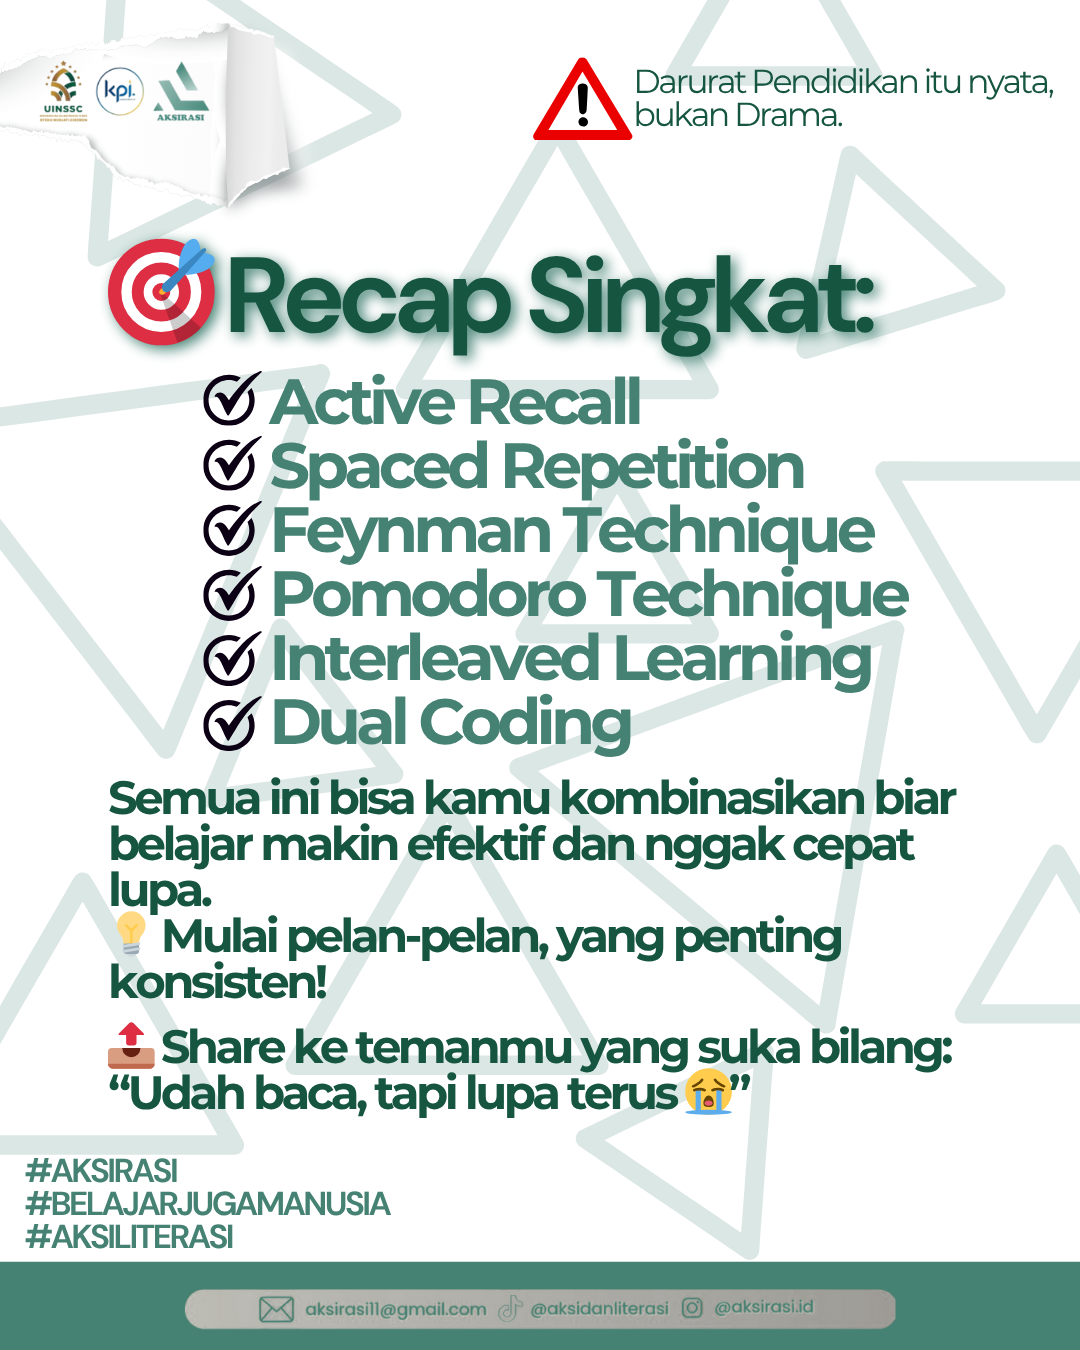 UINSSC
kpi.
AKSIRASI
Darurat Pendidikan itu nyata,
bukan Drama.
Recap Singkat:
Active Recall
Spaced Repetition
Feynman Technique
Pomodoro Technique
Interleaved Learning
Dual Coding
Semua ini bisa kamu kombinasikan biar
belajar makin efektif dan nggak cepat
lupa.
💡 Mulai pelan-pelan, yang penting
konsisten!
📤 Share ke temanmu yang suka bilang:
“Udah baca, tapi lupa terus 😭”
#AKSIRASI
#BELAJARJUGAMANUSIA
#AKSILITERASI
aksirasi11@gmail.com @aksidanliterasi @aksirasi.id